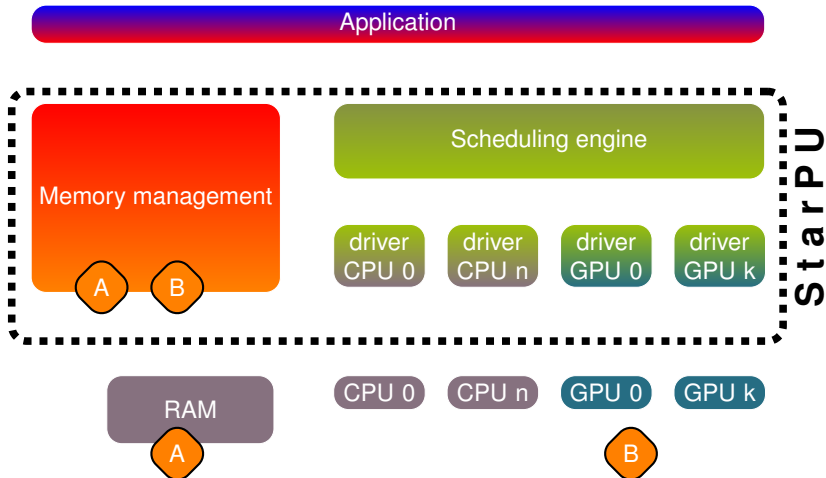 Application
Scheduling engine
Memory management
driver
CPU 0
driver
CPU n
driver
GPU 0
driver
GPU k
A
B
StarPU
CPU 0
CPU n
GPU 0
GPU k
RAM
A
B